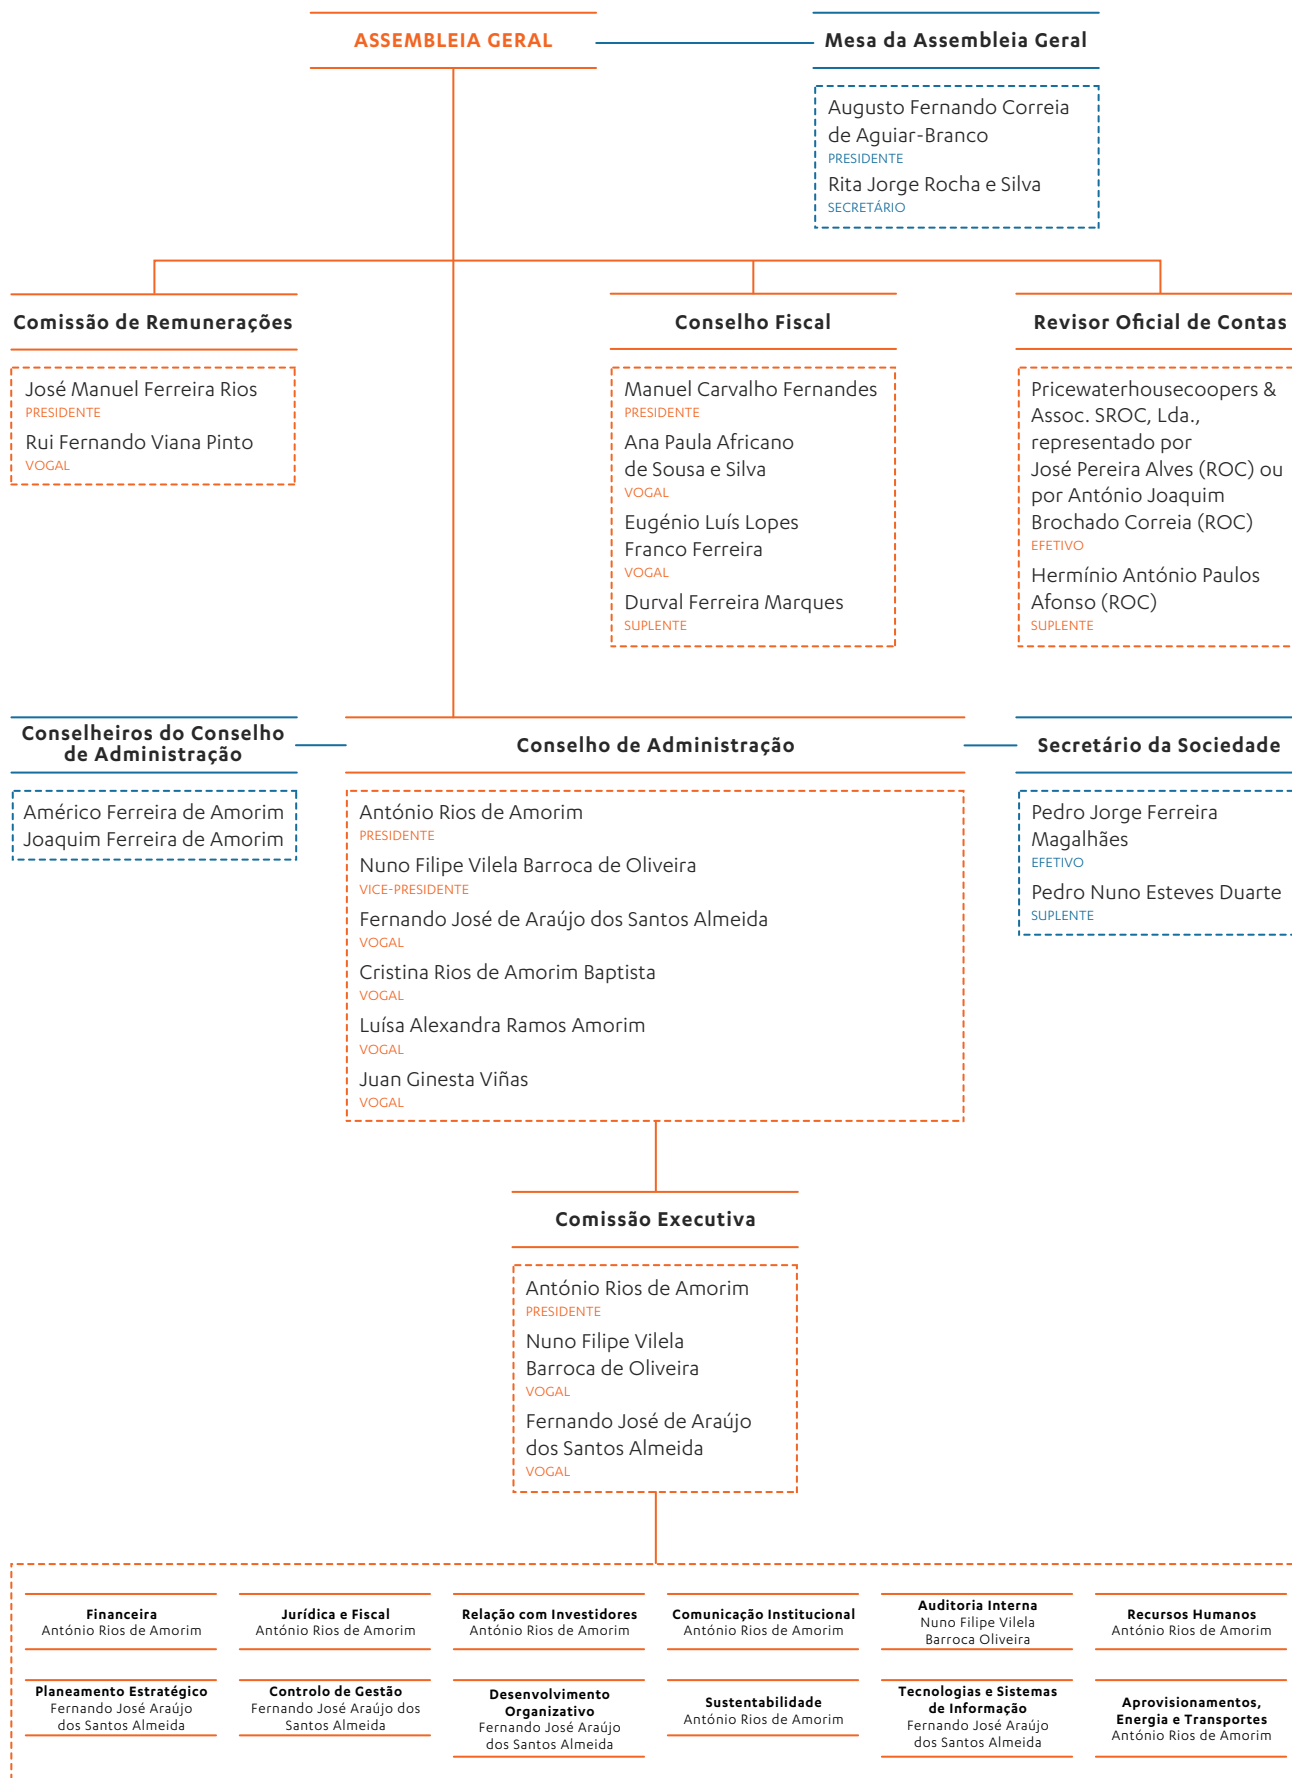 ASSEMBLEIA GERAL
Mesa da Assembleia Geral
Augusto Fernando Correia
de Aguiar-Branco
PRESIDENTE
Rita Jorge Rocha e Silva
SECRETÁRIO
Comissão de Remunerações
José Manuel Ferreira Rios
PRESIDENTE
Rui Fernando Viana Pinto
VOGAL
Conselho Fiscal
Manuel Carvalho Fernandes
PRESIDENTE
Ana Paula Africano
de Sousa e Silva
VOGAL
Eugénio Luís Lopes
Franco Ferreira
VOGAL
Durval Ferreira Marques
SUPLENTE
Revisor Oficial de Contas
Pricewaterhousecoopers &
Assoc. SROC, Lda.,
representado por
José Pereira Alves (ROC) ou
por António Joaquim
Brochado Correia (ROC)
EFETIVO
Hermínio António Paulos
Afonso (ROC)
SUPLENTE
Conselheiros do Conselho
de Administração
Américo Ferreira de Amorim
Joaquim Ferreira de Amorim
Conselho de Administração
António Rios de Amorim
PRESIDENTE
Nuno Filipe Vilela Barroca de Oliveira
VICE-PRESIDENTE
Fernando José de Araújo dos Santos Almeida
VOGAL
Cristina Rios de Amorim Baptista
VOGAL
Luísa Alexandra Ramos Amorim
VOGAL
Juan Ginesta Viñas
VOGAL
Secretário da Sociedade
Pedro Jorge Ferreira
Magalhães
EFETIVO
Pedro Nuno Esteves Duarte
SUPLENTE
Comissão Executiva
António Rios de Amorim
PRESIDENTE
Nuno Filipe Vilela
Barroca de Oliveira
VOGAL
Fernando José de Araújo
dos Santos Almeida
VOGAL
Financeira
António Rios de Amorim
Jurídica e Fiscal
António Rios de Amorim
Relação com Investidores
António Rios de Amorim
Comunicação Institucional
António Rios de Amorim
Auditoria Interna
Nuno Filipe Vilela
Barroca Oliveira
Recursos Humanos
António Rios de Amorim
Planeamento Estratégico
Fernando José Araújo
dos Santos Almeida
Controlo de Gestão
Fernando José Araújo dos
Santos Almeida
Desenvolvimento
Organizativo
Fernando José Araújo
dos Santos Almeida
Sustentabilidade
António Rios de Amorim
Tecnologias e Sistemas
de Informação
Fernando José Araújo
dos Santos Almeida
Aprovisionamentos,
Energia e Transportes
António Rios de Amorim